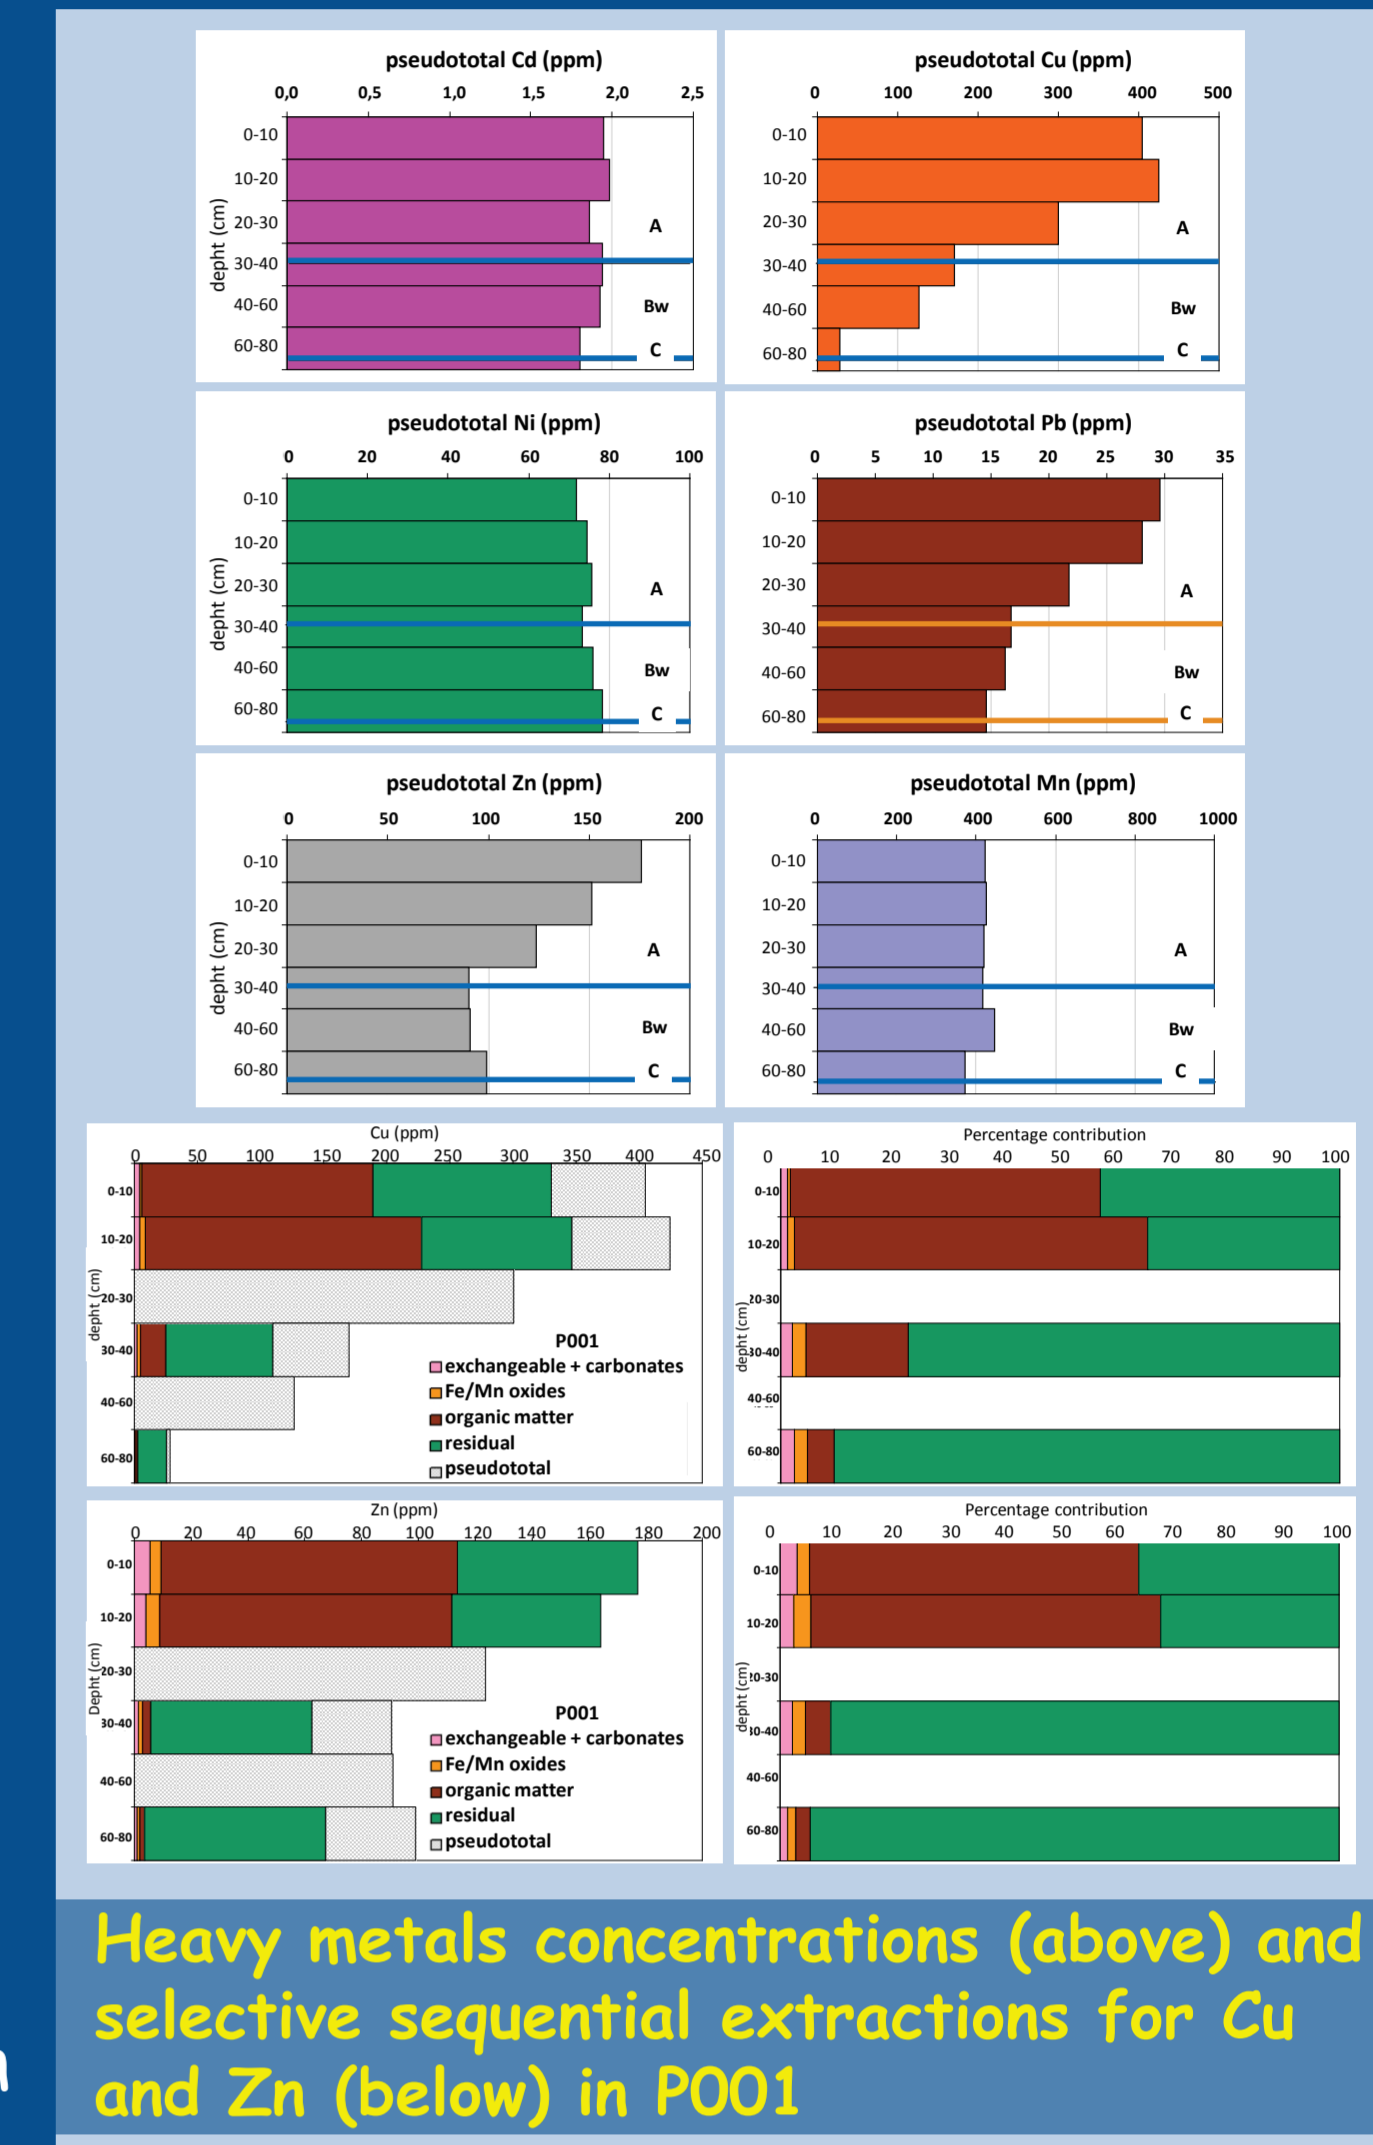 pseudototal Cd (ppm)
0,0 0,5 1,0 1,5 2,0 2,5
depht (cm)
0-10
10-20
20-30
30-40
40-60
60-80
A
Bw
C
pseudototal Cu (ppm)
0 100 200 300 400 500
0-10
10-20
20-30
30-40
40-60
60-80
A
Bw
C
pseudototal Ni (ppm)
0 20 40 60 80 100
depht (cm)
0-10
10-20
20-30
30-40
40-60
60-80
A
Bw
C
pseudototal Pb (ppm)
0 5 10 15 20 25 30 35
0-10
10-20
20-30
30-40
40-60
60-80
A
Bw
C
pseudototal Zn (ppm)
0 50 100 150 200
depht (cm)
0-10
10-20
20-30
30-40
40-60
60-80
A
Bw
C
pseudototal Mn (ppm)
0 200 400 600 800 1000
0-10
10-20
20-30
30-40
40-60
60-80
A
Bw
C
Cu (ppm)
0 50 100 150 200 250 300 350 400 450
depht (cm)
0-10
10-20
20-30
30-40
40-60
60-80
P001
exchangeable + carbonates
Fe/Mn oxides
organic matter
residual
pseudototal
Percentage contribution
0 10 20 30 40 50 60 70 80 90 100
depht (cm)
0-10
10-20
20-30
30-40
40-60
60-80
Zn (ppm)
0 20 40 60 80 100 120 140 160 180 200
Depht (cm)
0-10
10-20
20-30
30-40
40-60
60-80
P001
exchangeable + carbonates
Fe/Mn oxides
organic matter
residual
pseudototal
Percentage contribution
0 10 20 30 40 50 60 70 80 90 100
depht (cm)
0-10
10-20
20-30
30-40
40-60
60-80
Heavy metals concentrations (above) and
selective sequential extractions for Cu
and Zn (below) in P001